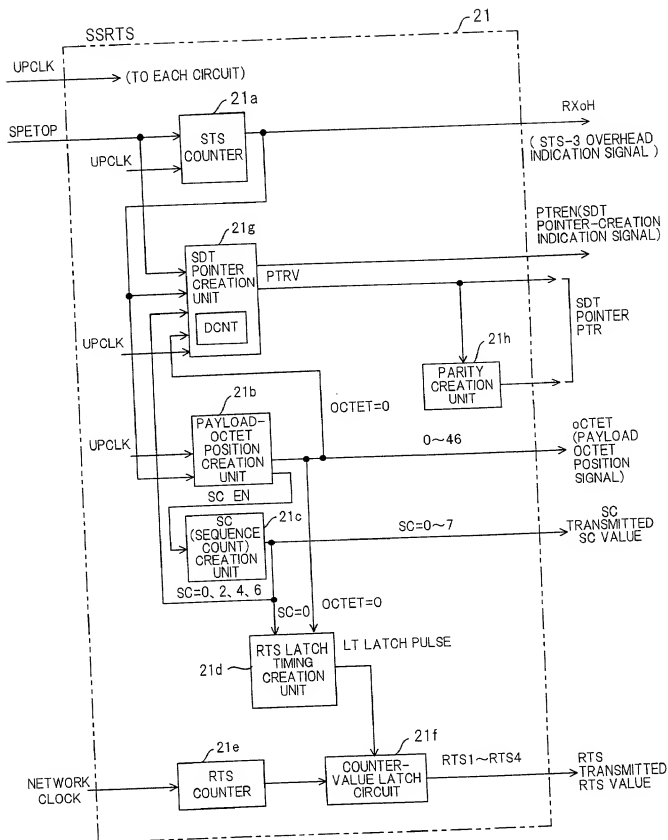 SSRTS
21
UPCLK
(TO EACH CIRCUIT)
21a
SPETOP
STS
COUNTER
UPCLK
RXoH
( STS-3 OVERHEAD
INDICATION SIGNAL )
21g
SDT
POINTER
CREATION
UNIT
DCNT
UPCLK
PTRV
PTREN(SDT
POINTER-CREATION
INDICATION SIGNAL)
SDT
POINTER
PTR
21h
PARITY
CREATION
UNIT
21b
PAYLOAD-
OCTET
POSITION
CREATION
UNIT
UPCLK
OCTET=0
0~46
oCTET
(PAYLOAD
OCTET
POSITION
SIGNAL)
SC EN
21c
SC
(SEQUENCE
COUNT)
CREATION
UNIT
SC=0~7
SC
TRANSMITTED
SC VALUE
SC=0、2、4、6
SC=0
OCTET=0
21d
RTS LATCH
TIMING
CREATION
UNIT
LT LATCH PULSE
21e
NETWORK
CLOCK
RTS
COUNTER
21f
COUNTER-
VALUE LATCH
CIRCUIT
RTS1~RTS4
RTS
TRANSMITTED
RTS VALUE